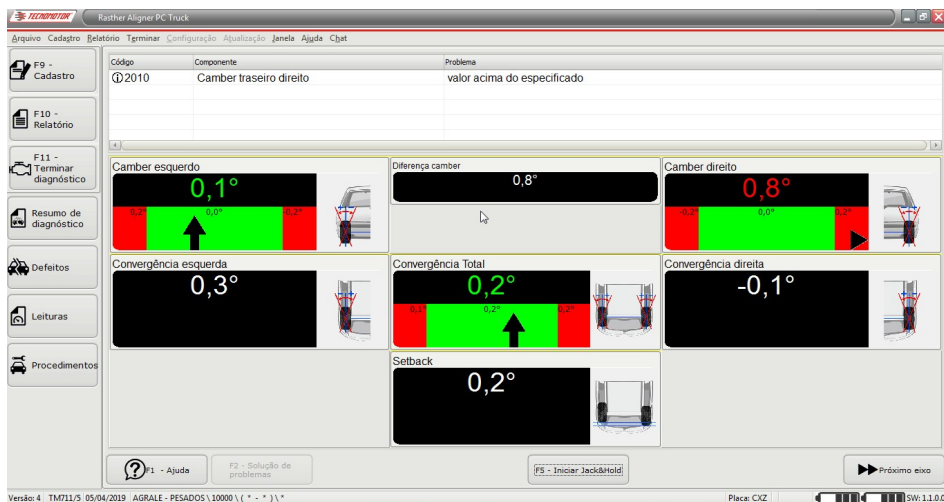 TECNOMOTOR Rasther Aligner PC Truck
Arquivo Cadastro Relatório Terminar Configuração Atualização Janela Ajuda Chat
F9 -
Cadastro
F10 -
Relatório
F11 -
Terminar
diagnóstico
Resumo de
diagnóstico
Defeitos
Leituras
Procedimentos
Código Componente Problema
2010 Camber traseiro direito valor acima do especificado
Camber esquerdo
0,1°
0,2° 0,0° -0,2°
Diferença camber
0,8°
Camber direito
0,8°
-0,2° 0,0° 0,2°
Convergência esquerda
0,3°
Convergência Total
0,2°
0,1° 0,2° 0,2°
Convergência direita
-0,1°
Setback
0,2°
F1 - Ajuda
F2 - Solução de
problemas
F5 - Iniciar Jack&Hold
Próximo eixo
Versão: 4 TM711/5 05/04/2019 AGRALE - PESADOS \ 10000 \ ( * - * ) \ * Placa: CXZ SW: 1.1.0.0